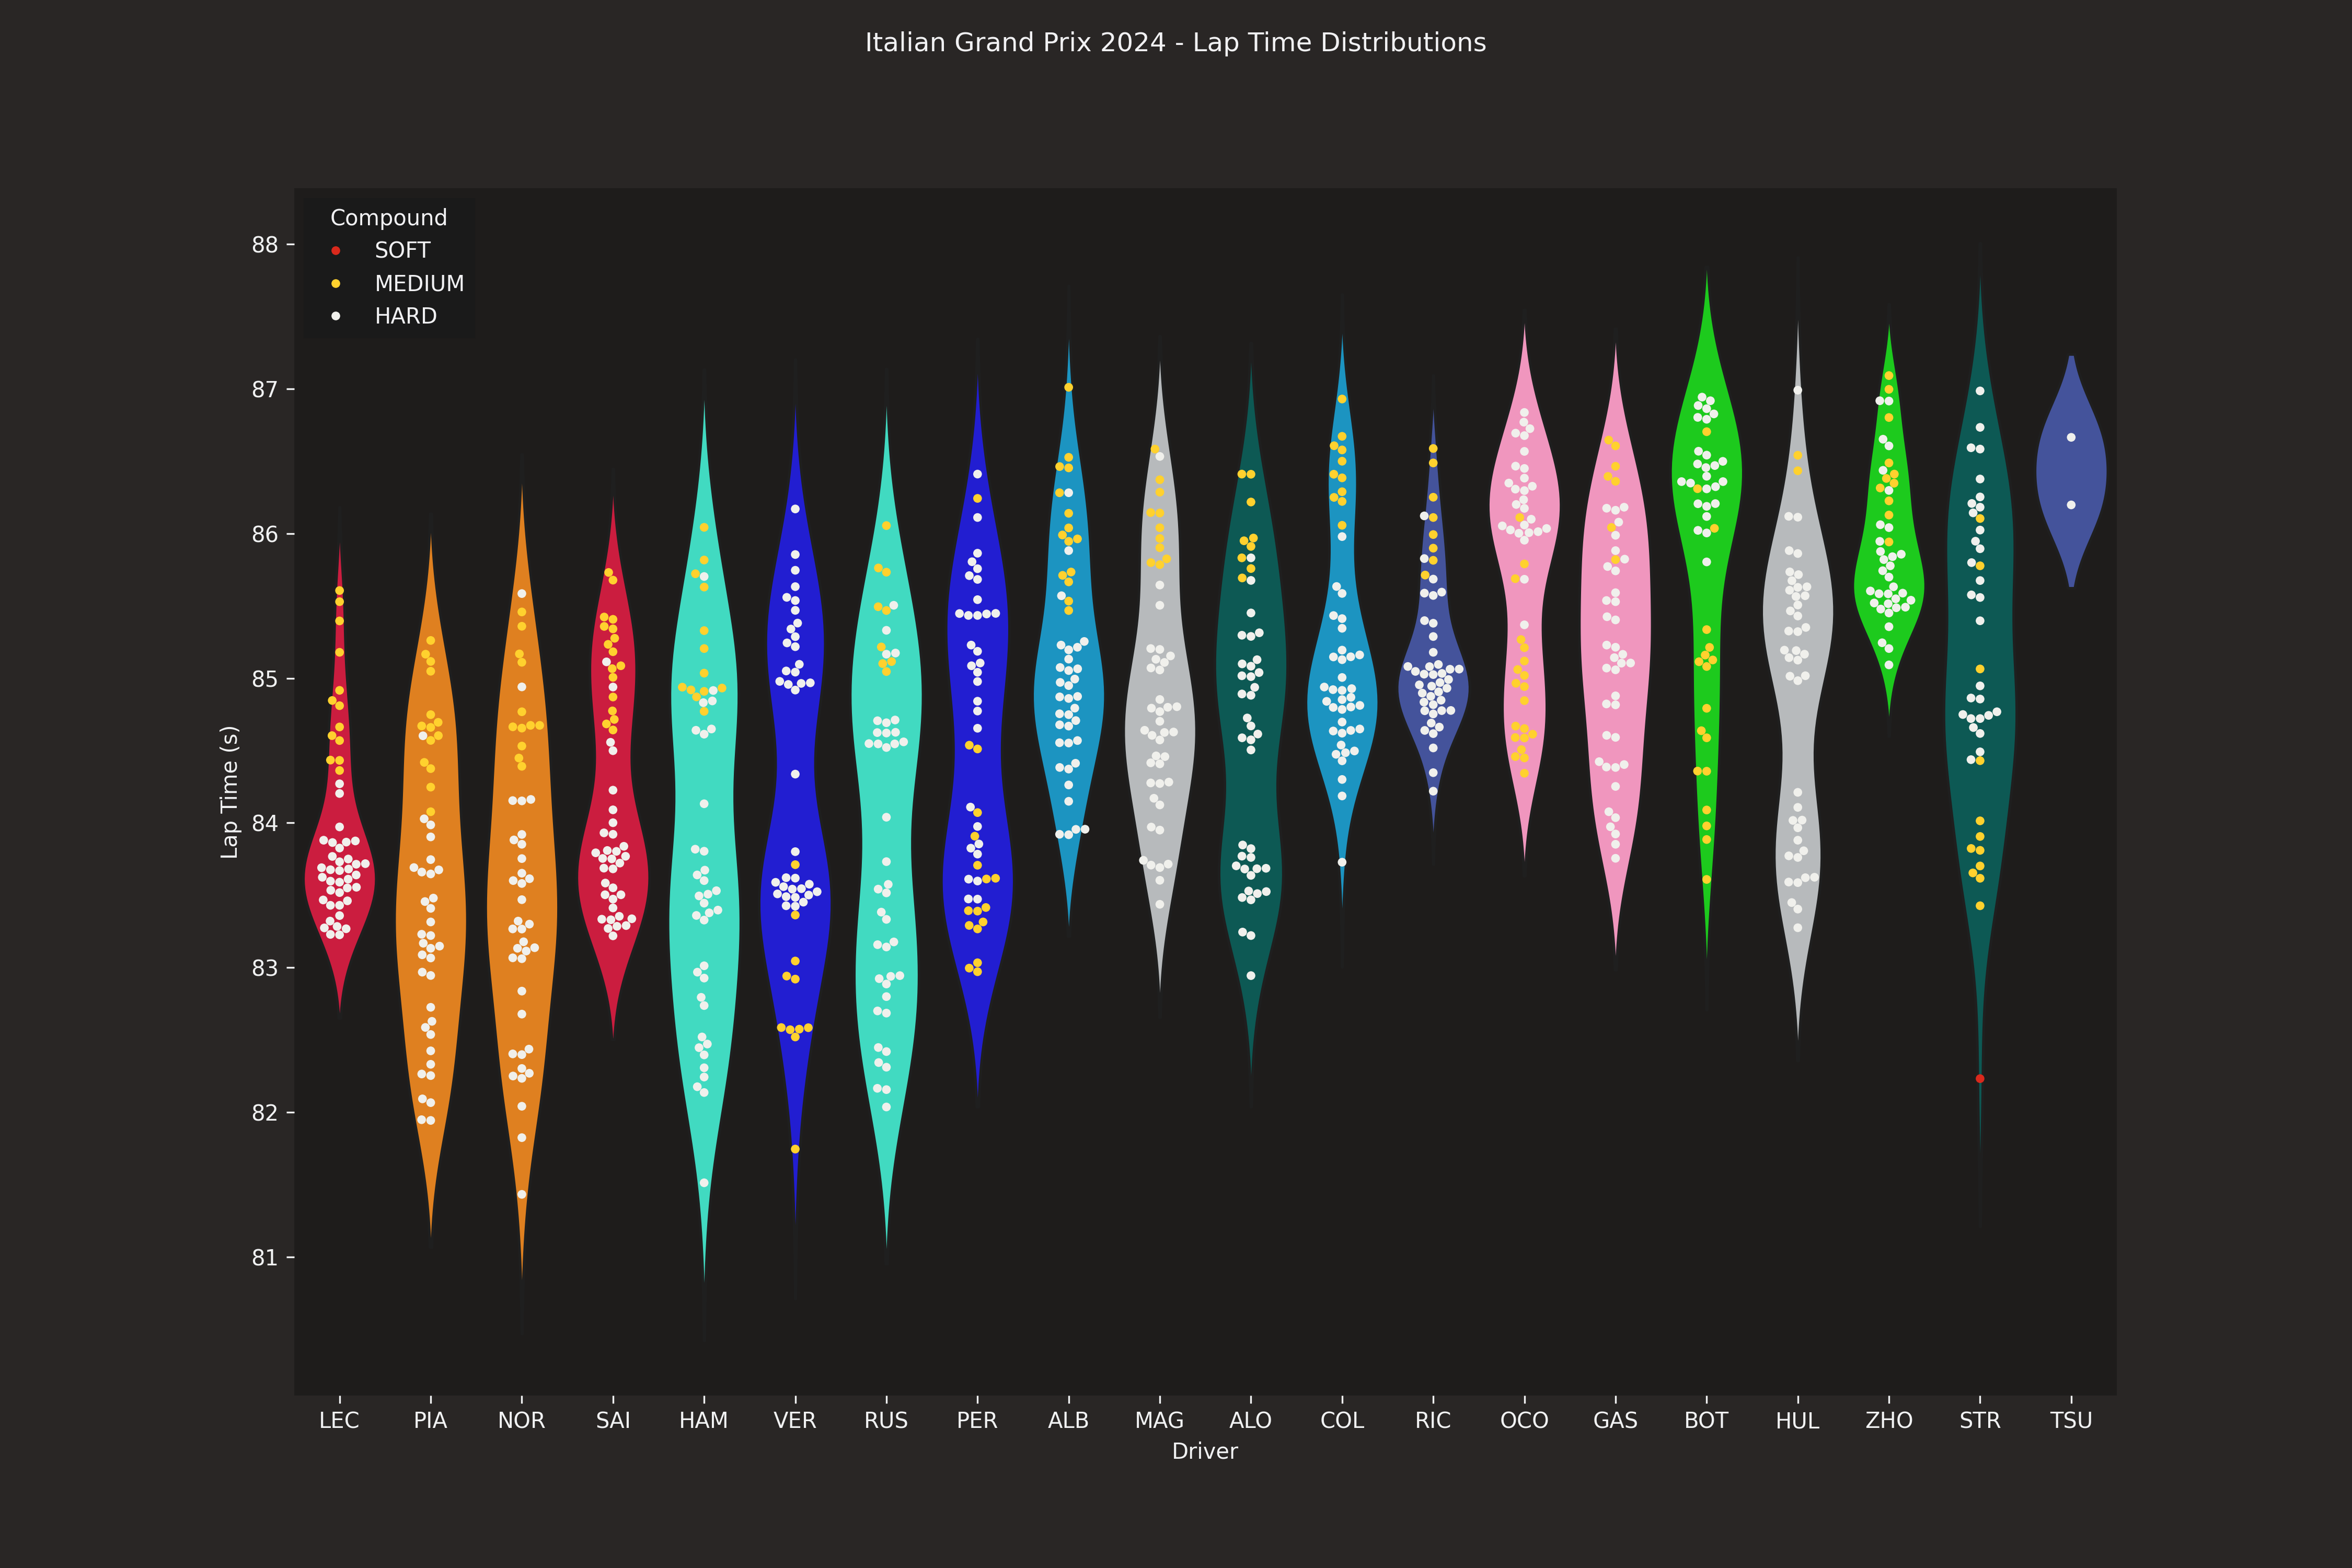 Italian Grand Prix 2024 - Lap Time Distributions
Compound
SOFT
MEDIUM
HARD
Lap Time (s)
88
87
86
85
84
83
82
81
LEC PIA NOR SAI HAM VER RUS PER ALB MAG ALO COL RIC OCO GAS BOT HUL ZHO STR TSU
Driver